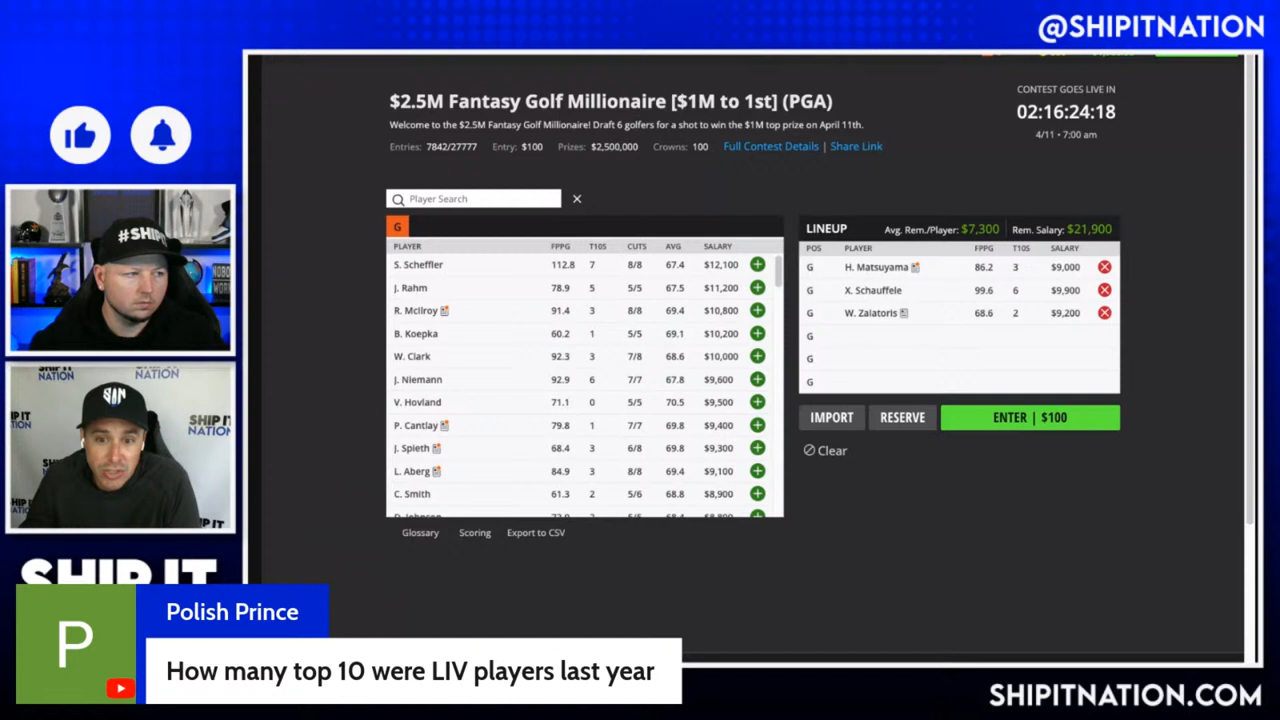 @SHIPITNATION
$2.5M Fantasy Golf Millionaire [$1M to 1st] (PGA)
Welcome to the $2.5M Fantasy Golf Millionaire! Draft 6 golfers for a shot to win the $1M top prize on April 11th.
Entries: 7842/27777 Entry: $100 Prizes: $2,500,000 Crowns: 100 Full Contest Details | Share Link
CONTEST GOES LIVE IN
02:16:24:18
4/11 • 7:00 am
Player Search
G
PLAYER FPPG T10S CUTS AVG SALARY
S. Scheffler 112.8 7 8/8 67.4 $12,100
J. Rahm 78.9 5 5/5 67.5 $11,200
R. McIlroy 91.4 3 8/8 69.4 $10,800
B. Koepka 60.2 1 5/5 69.1 $10,200
W. Clark 92.3 3 7/8 68.6 $10,000
J. Niemann 92.9 6 7/7 67.8 $9,600
V. Hovland 71.1 0 5/5 70.5 $9,500
P. Cantlay 79.8 1 7/7 69.8 $9,400
J. Spieth 68.4 3 6/8 69.8 $9,300
L. Aberg 84.9 3 8/8 69.4 $9,100
C. Smith 61.3 2 5/6 68.8 $8,900
Glossary Scoring Export to CSV
LINEUP Avg. Rem./Player: $7,300 Rem. Salary: $21,900
POS PLAYER FPPG T10S SALARY
G H. Matsuyama 86.2 3 $9,000
G X. Schauffele 99.6 6 $9,900
G W. Zalatoris 68.6 2 $9,200
G
G
G
IMPORT RESERVE ENTER | $100
Clear
#SHIPIT
SHIP IT
NATION
NATION
SHIP IT
NATION
SHIP IT
P
Polish Prince
How many top 10 were LIV players last year
SHIPITNATION.COM